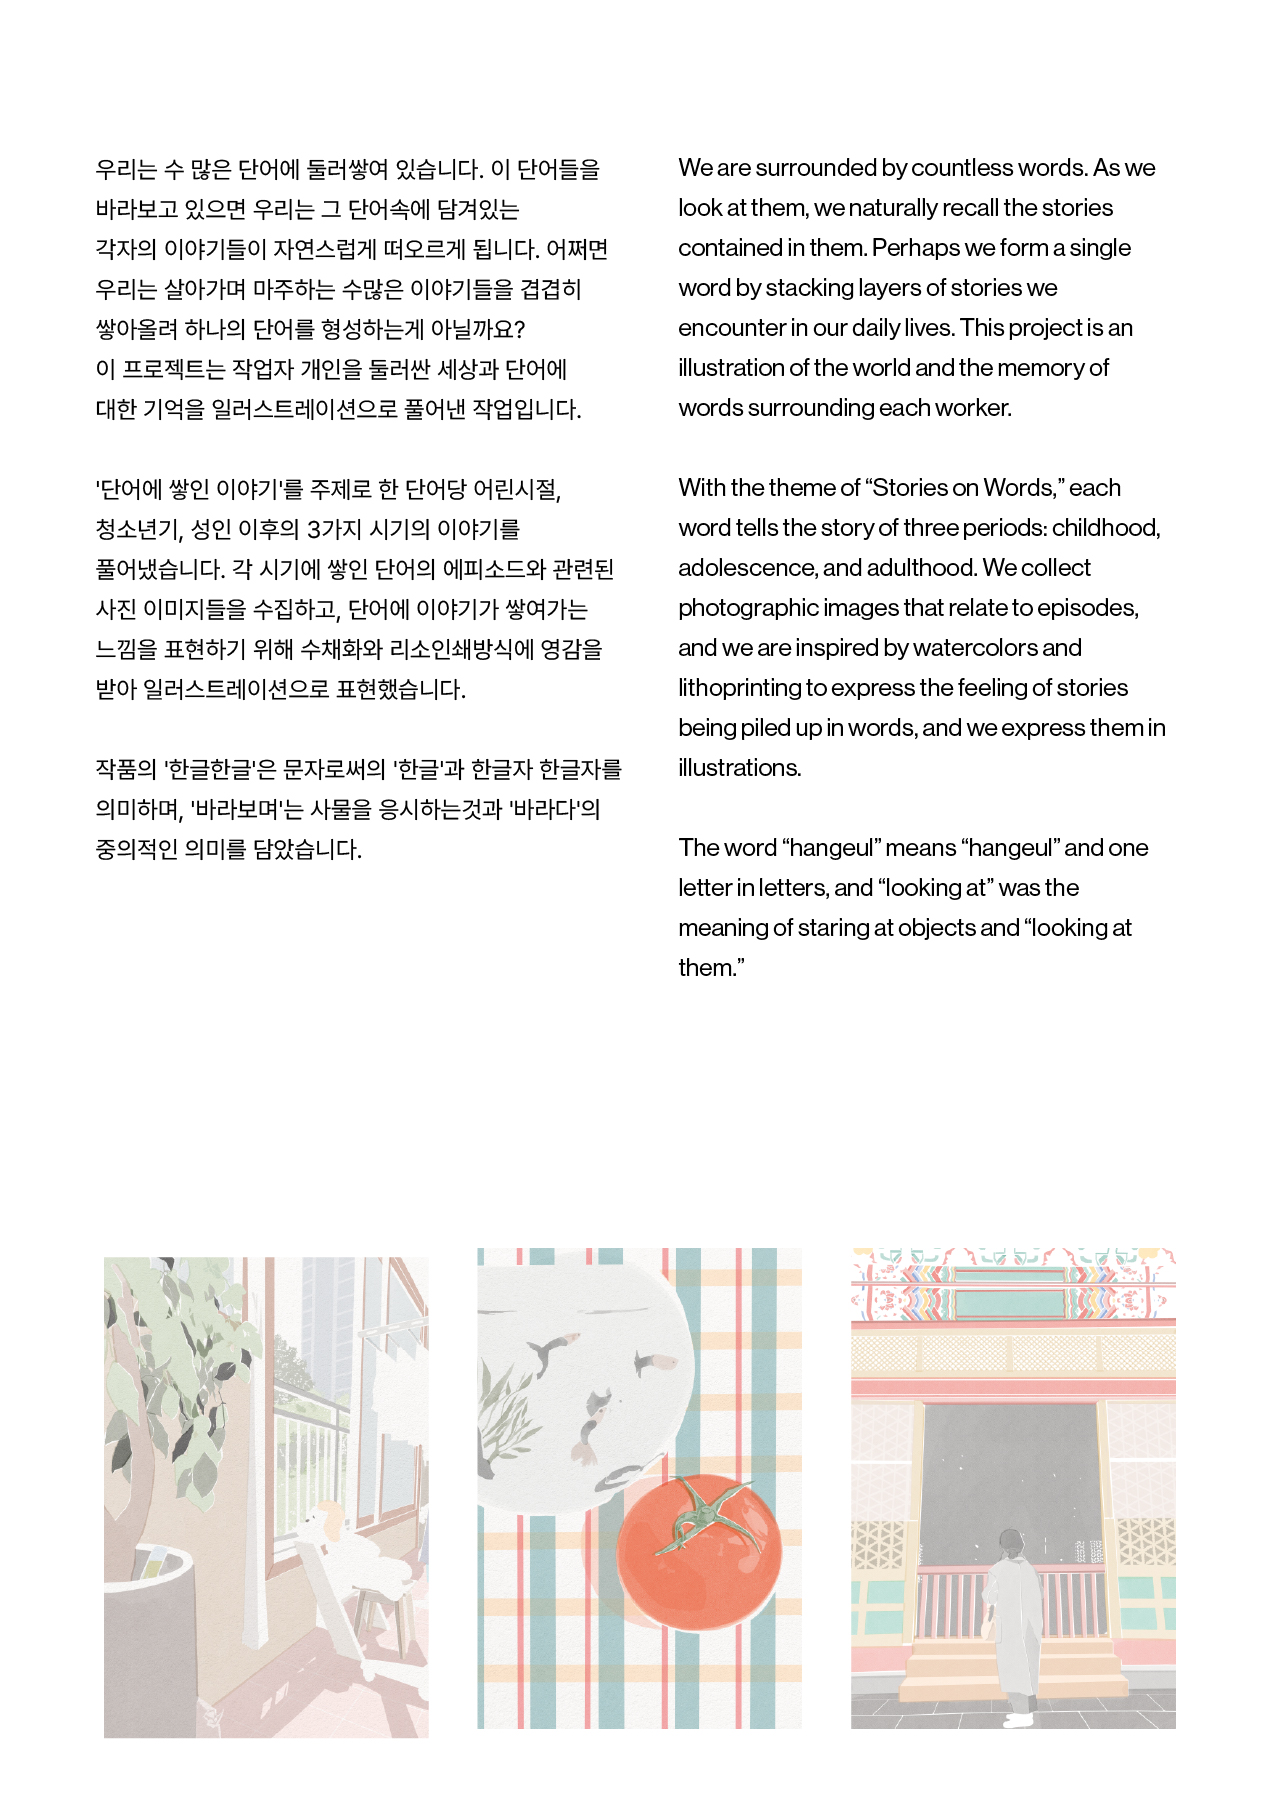 우리는 수 많은 단어에 둘러쌓여 있습니다. 이 단어들을
바라보고 있으면 우리는 그 단어속에 담겨있는
각자의 이야기들이 자연스럽게 떠오르게 됩니다. 어쩌면
우리는 살아가며 마주하는 수많은 이야기들을 겹겹히
쌓아올려 하나의 단어를 형성하는게 아닐까요?
이 프로젝트는 작업자 개인을 둘러싼 세상과 단어에
대한 기억을 일러스트레이션으로 풀어낸 작업입니다.
'단어에 쌓인 이야기'를 주제로 한 단어당 어린시절,
청소년기, 성인 이후의 3가지 시기의 이야기를
풀어냈습니다. 각 시기에 쌓인 단어의 에피소드와 관련된
사진 이미지들을 수집하고, 단어에 이야기가 쌓여가는
느낌을 표현하기 위해 수채화와 리소인쇄방식에 영감을
받아 일러스트레이션으로 표현했습니다.
작품의 '한글한글'은 문자로써의 '한글'과 한글자 한글자를
의미하며, '바라보며'는 사물을 응시하는것과 '바라다'의
중의적인 의미를 담았습니다.
We are surrounded by countless words. As we
look at them, we naturally recall the stories
contained in them. Perhaps we form a single
word by stacking layers of stories we
encounter in our daily lives. This project is an
illustration of the world and the memory of
words surrounding each worker.
With the theme of “Stories on Words,” each
word tells the story of three periods: childhood,
adolescence, and adulthood. We collect
photographic images that relate to episodes,
and we are inspired by watercolors and
lithoprinting to express the feeling of stories
being piled up in words, and we express them in
illustrations.
The word “hangeul” means “hangeul” and one
letter in letters, and “looking at” was the
meaning of staring at objects and “looking at
them.”